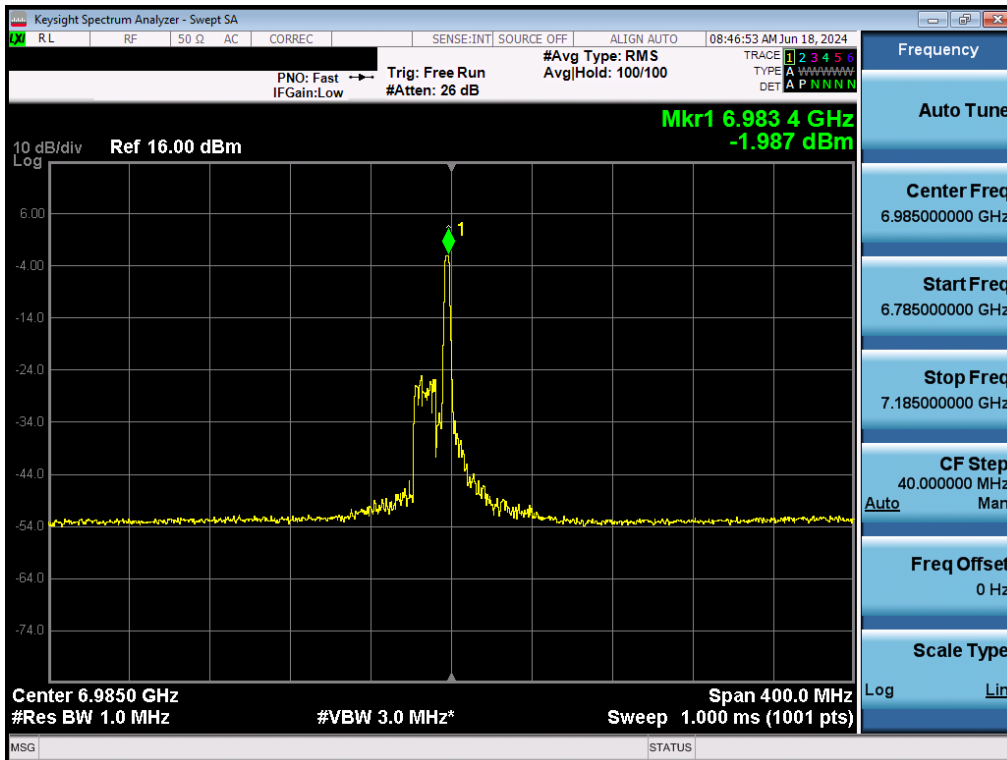 Keysight Spectrum Analyzer - Swept SA
LXI RL RF 50 Ω AC CORREC SENSE:INT SOURCE OFF ALIGN AUTO 08:46:53 AM Jun 18, 2024
PNO: Fast Trig: Free Run #Avg Type: RMS TRACE 1 2 3 4 5 6
IFGain:Low #Atten: 26 dB Avg|Hold: 100/100 TYPE A WWWWW
DET A P N N N N
Mkr1 6.983 4 GHz
-1.987 dBm
10 dB/div Ref 16.00 dBm
Log
1
6.00
-4.00
-14.0
-24.0
-34.0
-44.0
-54.0
-64.0
-74.0
Center 6.9850 GHz Span 400.0 MHz
#Res BW 1.0 MHz #VBW 3.0 MHz* Sweep 1.000 ms (1001 pts)
MSG STATUS
Frequency
Auto Tune
Center Freq
6.985000000 GHz
Start Freq
6.785000000 GHz
Stop Freq
7.185000000 GHz
CF Step
40.000000 MHz
Auto Man
Freq Offset
0 Hz
Scale Type
Log Lin